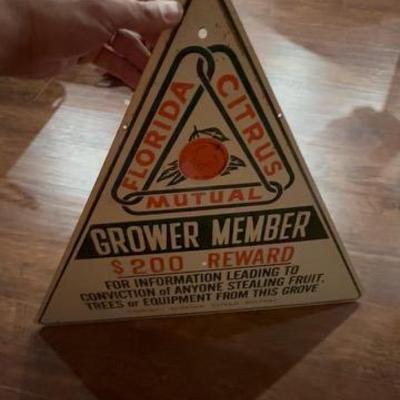 FLORIDA
CITRUS
MUTUAL
GROWER MEMBER
$200 REWARD
FOR INFORMATION LEADING TO
CONVICTION of ANYONE STEALING FRUIT,
TREES or EQUIPMENT FROM THIS GROVE